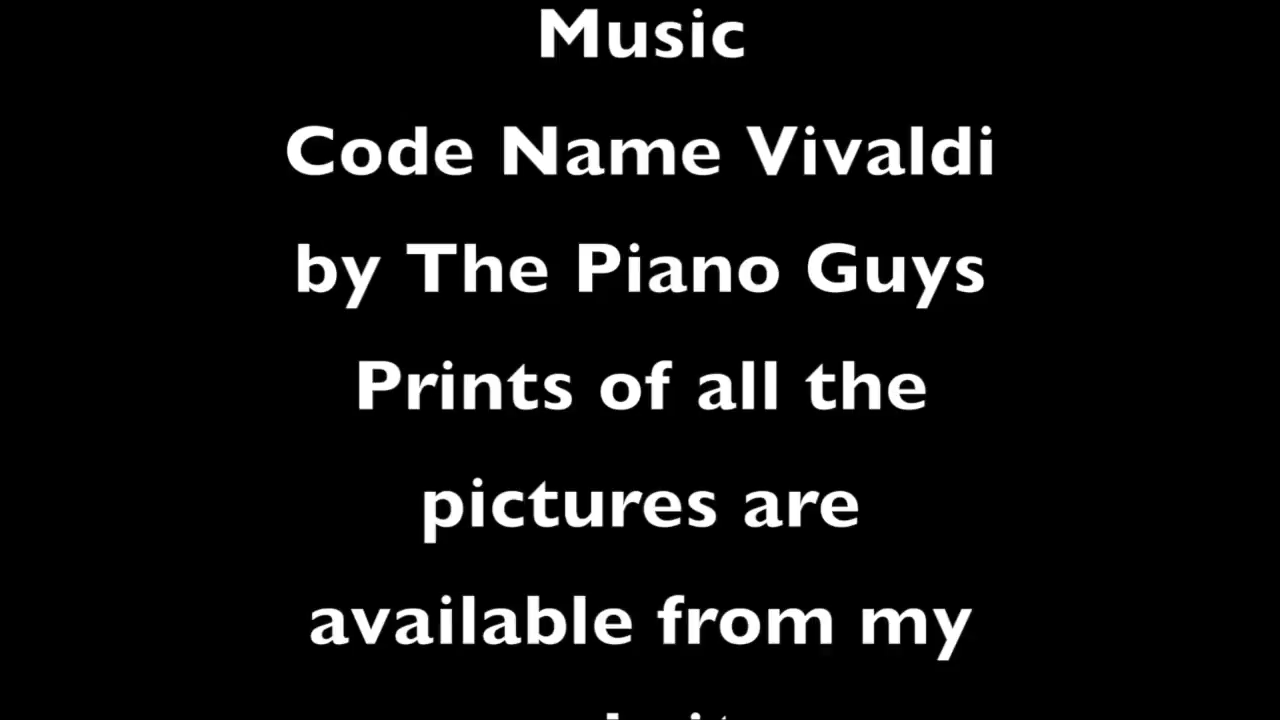 Music
Code Name Vivaldi
by The Piano Guys
Prints of all the
pictures are
available from my